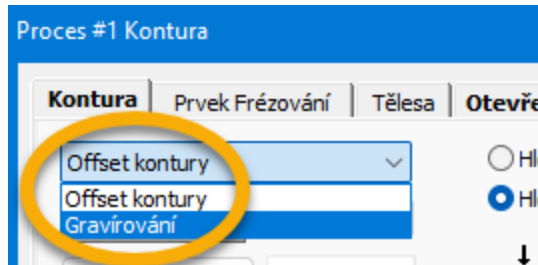 Proces #1 Kontura
Kontura Prvek Frézování Tělesa
Offset kontury
Offset kontury
Gravírování